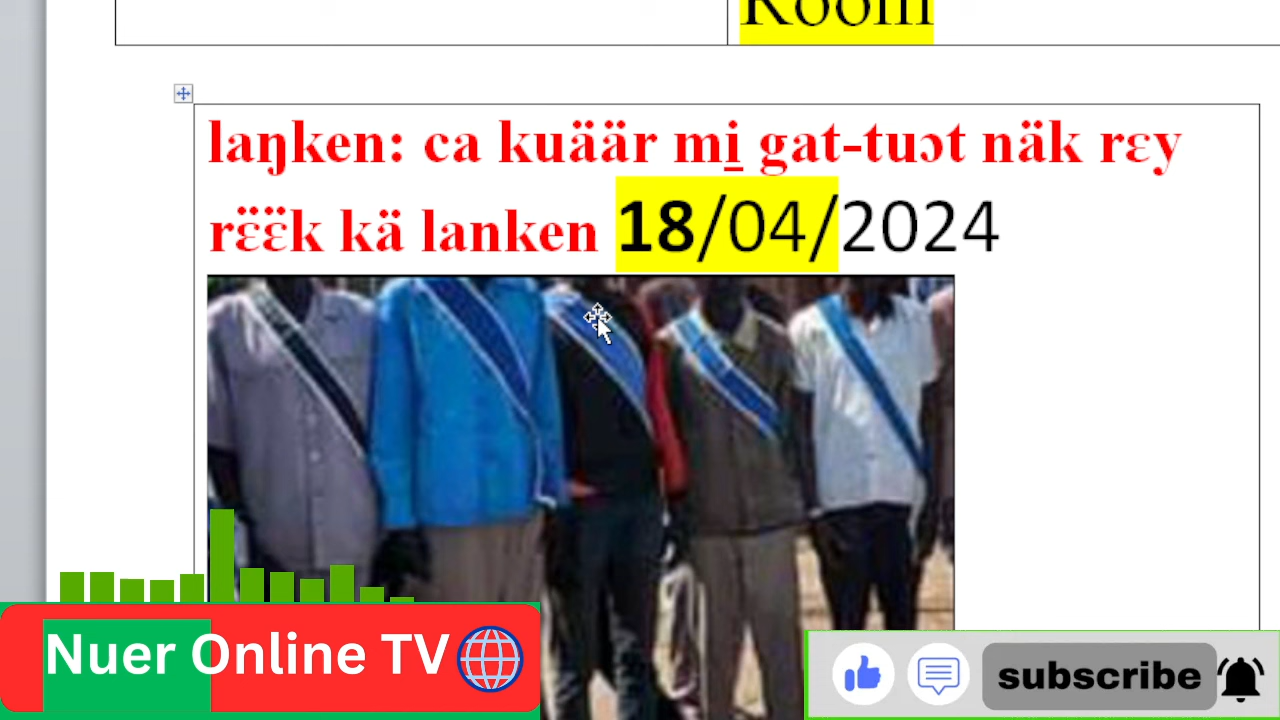 Room
laŋken: ca kuäär mi̱ gat-tuɔt näk rɛy
rɛ̈ɛ̈k kä lanken 18/04/2024
Nuer Online TV
subscribe